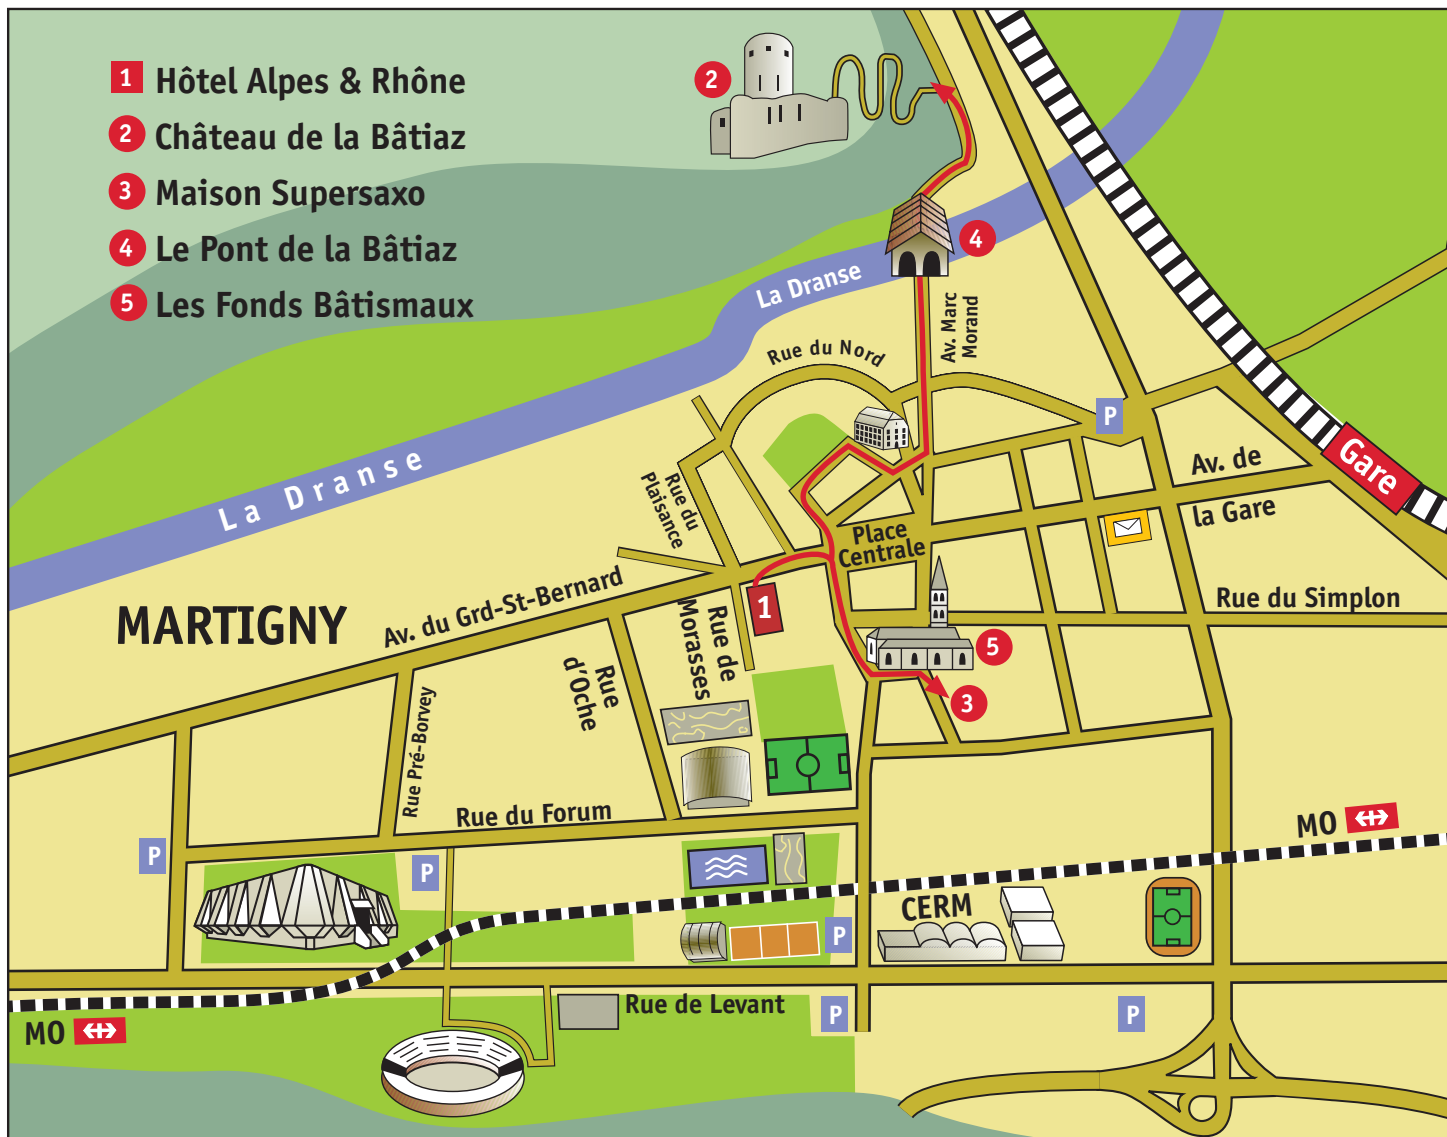 1 Hôtel Alpes & Rhône
2 Château de la Bâtiaz
3 Maison Supersaxo
4 Le Pont de la Bâtiaz
5 Les Fonds Bâtismaux
2
4
La Dranse
Av. Marc
Morand
Rue du Nord
P
Gare
Av. de
la Gare
La Dranse
Rue du
Plaisance
Place
Centrale
MARTIGNY
Av. du Grd-St-Bernard
1
Rue du Simplon
5
3
Rue de
Morasses
Rue
d'Oche
Rue Pré-Borvey
Rue du Forum
MO
P
P
CERM
P
Rue de Levant
P
P
MO